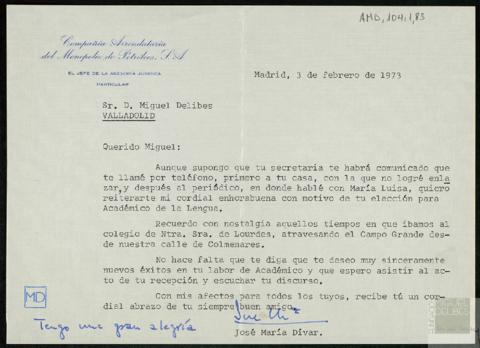 AMD, 104,1,83
Compañía Arrendataria
del Monopolio de Petróleos, S.A
EL JEFE DE LA ASESORIA JURIDICA
PARTICULAR
Madrid, 3 de febrero de 1973
Sr. D. Miguel Delibes
VALLADOLID
Querido Miguel:
Aunque supongo que tu secretaria te habrá comunicado que
te llamé por teléfono, primero a tu casa, con la que no logré enla
zar, y después al periódico, en donde hablé con María Luisa, quiero
reiterarte mi cordial enhorabuena con motivo de tu elección para
Académico de la Lengua.
Recuerdo con nostalgia aquellos tiempos en que ibamos al
colegio de Ntra. Sra. de Lourdes, atravesando el Campo Grande des-
de nuestra calle de Colmenares.
No hace falta que te diga que te deseo muy sinceramente
nuevos éxitos en tu labor de Académico y que espero asistir al ac-
to de tu recepción y escuchar tu discurso.
Con mis afectos para todos los tuyos, recibe tú un cor-
dial abrazo de tu siempre buen amigo,
MD
Tengo una gran alegría
José María Dívar.
DELIBES